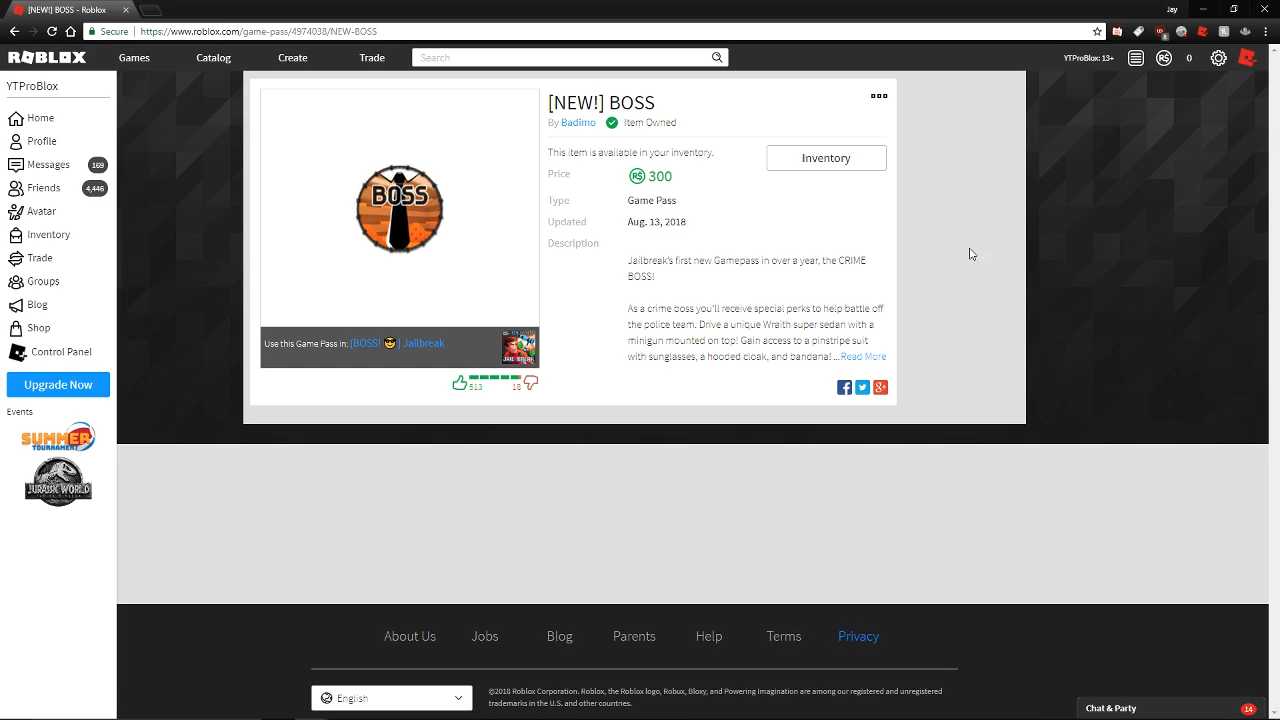 [NEW!] BOSS - Roblox
Jay
Secure
https://www.roblox.com/game-pass/4974038/NEW-BOSS
ROBLOX
Games
Catalog
Create
Trade
Search
YTProBlox: 13+
0
YTProBlox
Home
Profile
Messages
169
Friends
4,446
Avatar
Inventory
Trade
Groups
Blog
Shop
Control Panel
Upgrade Now
Events
SUMMER
TOURNAMENT
JURASSIC WORLD
BOSS
Use this Game Pass in: [BOSS! 😎] Jailbreak
JAILBREAK
513
18
[NEW!] BOSS
By Badimo
Item Owned
This item is available in your inventory.
Inventory
Price
R$ 300
Type
Game Pass
Updated
Aug. 13, 2018
Description
Jailbreak's first new Gamepass in over a year, the CRIME
BOSS!
As a crime boss you'll receive special perks to help battle off
the police team. Drive a unique Wraith super sedan with a
minigun mounted on top! Gain access to a pinstripe suit
with sunglasses, a hooded cloak, and bandana! ... Read More
About Us
Jobs
Blog
Parents
Help
Terms
Privacy
English
©2018 Roblox Corporation. Roblox, the Roblox logo, Robux, Bloxy, and Powering Imagination are among our registered and unregistered
trademarks in the U.S. and other countries.
Chat & Party
14